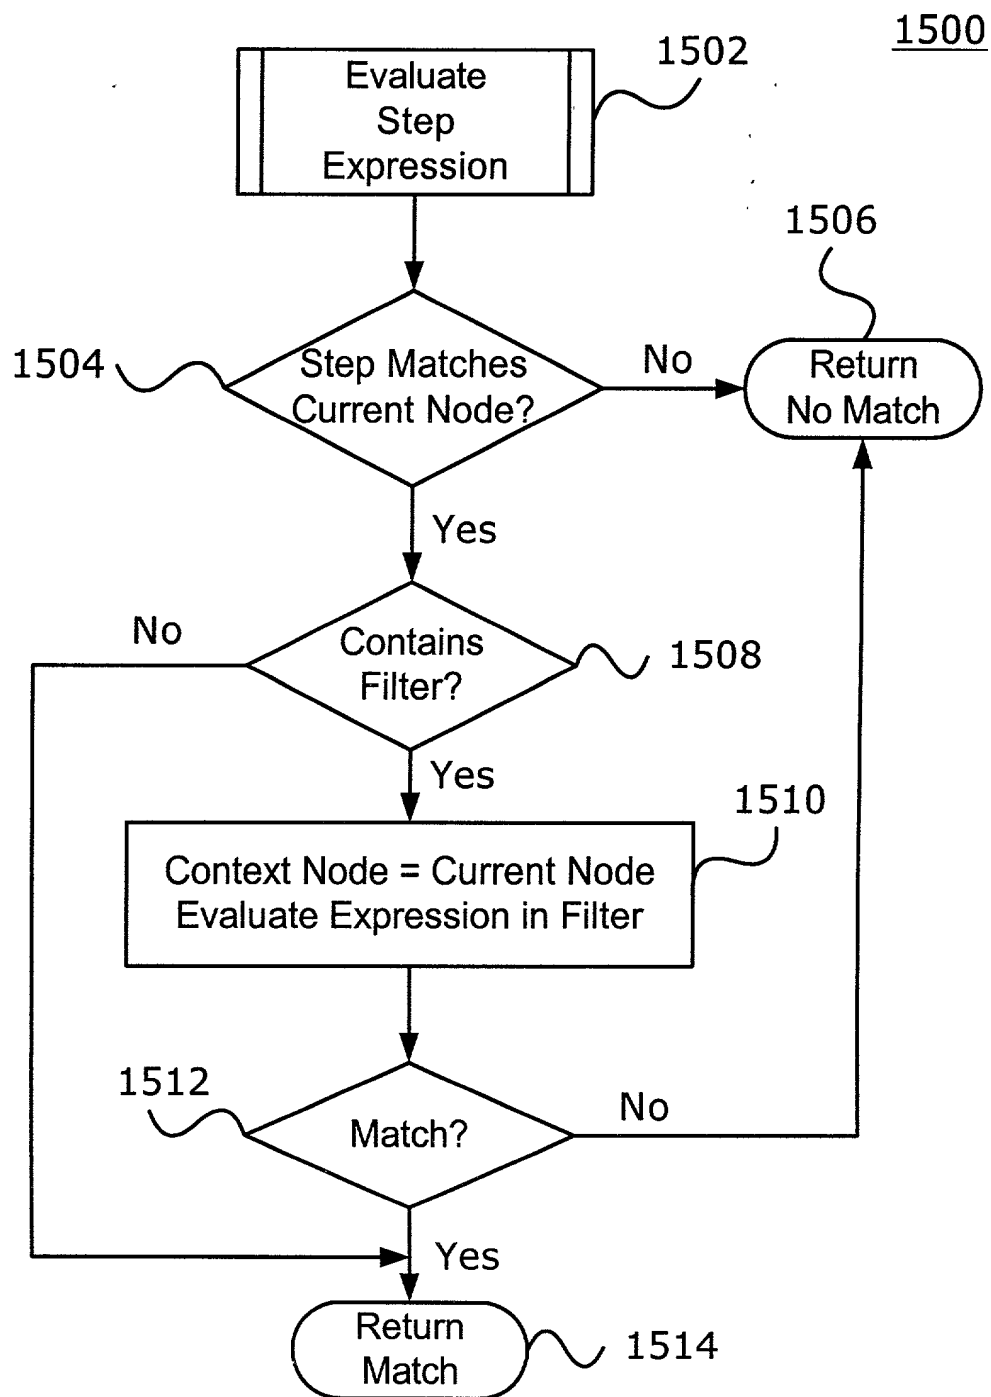 1500
1502
Evaluate
Step
Expression
1506
1504
Step Matches
Current Node?
No
Return
No Match
Yes
No
Contains
Filter?
1508
Yes
1510
Context Node = Current Node
Evaluate Expression in Filter
1512
Match?
No
Yes
Return
Match
1514